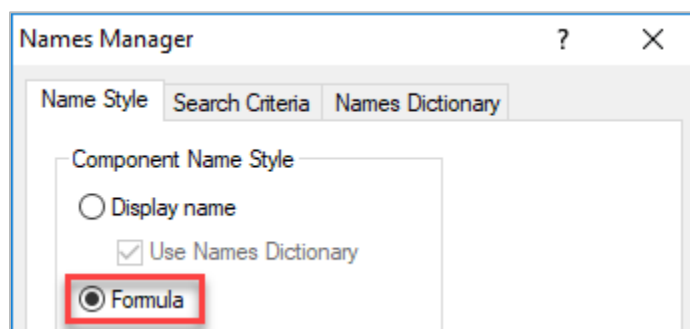 Names Manager ?
Name Style Search Criteria Names Dictionary
Component Name Style
Display name
Use Names Dictionary
Formula